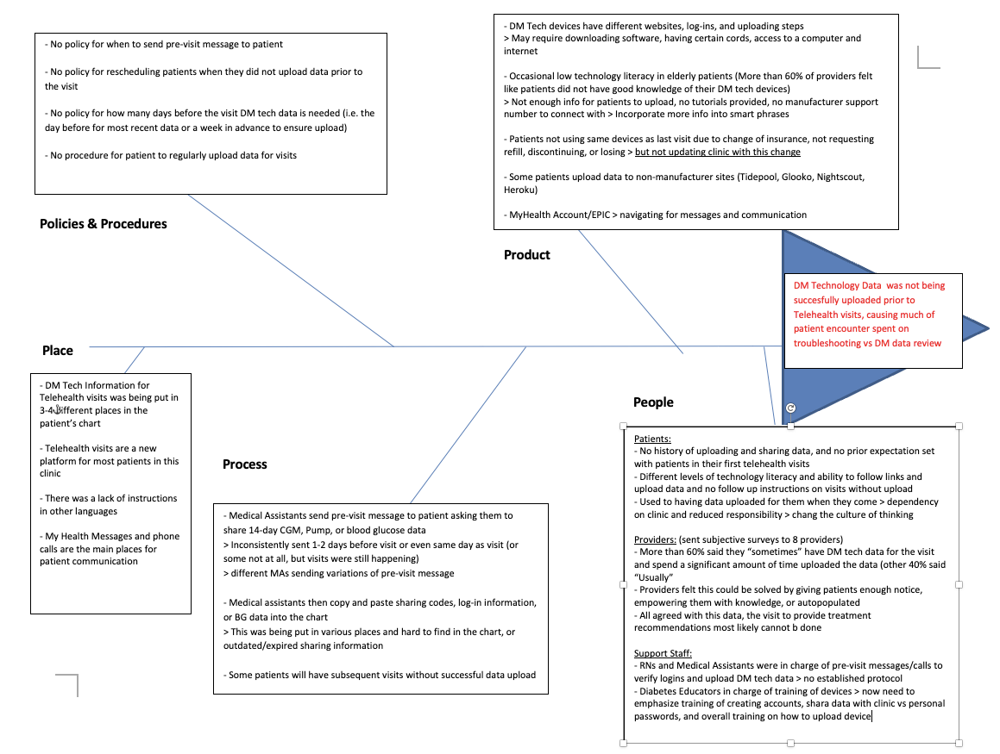 - No policy for when to send pre-visit message to patient
- No policy for rescheduling patients when they did not upload data prior to
the visit
- No policy for how many days before the visit DM tech data is needed (i.e. the
day before for most recent data or a week in advance to ensure upload)
- No procedure for patient to regularly upload data for visits
Policies & Procedures
- DM Tech devices have different websites, log-ins, and uploading steps
> May require downloading software, having certain cords, access to a computer and
internet
- Occasional low technology literacy in elderly patients (More than 60% of providers felt
like patients did not have good knowledge of their DM tech devices)
> Not enough info for patients to upload, no tutorials provided, no manufacturer support
number to connect with > Incorporate more info into smart phrases
- Patients not using same devices as last visit due to change of insurance, not requesting
refill, discontinuing, or losing > but not updating clinic with this change
- Some patients upload data to non-manufacturer sites (Tidepool, Glooko, Nightscout,
Heroku)
- MyHealth Account/EPIC > navigating for messages and communication
Product
DM Technology Data was not being
succesfully uploaded prior to
Telehealth visits, causing much of
patient encounter spent on
troubleshooting vs DM data review
Place
- DM Tech Information for
Telehealth visits was being put in
3-4 different places in the
patient's chart
- Telehealth visits are a new
platform for most patients in this
clinic
- There was a lack of instructions
in other languages
- My Health Messages and phone
calls are the main places for
patient communication
Process
- Medical Assistants send pre-visit message to patient asking them to
share 14-day CGM, Pump, or blood glucose data
> Inconsistently sent 1-2 days before visit or even same day as visit (or
some not at all, but visits were still happening)
> different MAs sending variations of pre-visit message
- Medical assistants then copy and paste sharing codes, log-in information,
or BG data into the chart
> This was being put in various places and hard to find in the chart, or
outdated/expired sharing information
- Some patients will have subsequent visits without successful data upload
People
Patients:
- No history of uploading and sharing data, and no prior expectation set
with patients in their first telehealth visits
- Different levels of technology literacy and ability to follow links and
upload data and no follow up instructions on visits without upload
- Used to having data uploaded for them when they come > dependency
on clinic and reduced responsibility > chang the culture of thinking
Providers: (sent subjective surveys to 8 providers)
- More than 60% said they “sometimes” have DM tech data for the visit
and spend a significant amount of time uploaded the data (other 40% said
“Usually”
- Providers felt this could be solved by giving patients enough notice,
empowering them with knowledge, or autopopulated
- All agreed with this data, the visit to provide treatment
recommendations most likely cannot b done
Support Staff:
- RNs and Medical Assistants were in charge of pre-visit messages/calls to
verify logins and upload DM tech data > no established protocol
- Diabetes Educators in charge of training of devices > now need to
emphasize training of creating accounts, shara data with clinic vs personal
passwords, and overall training on how to upload device